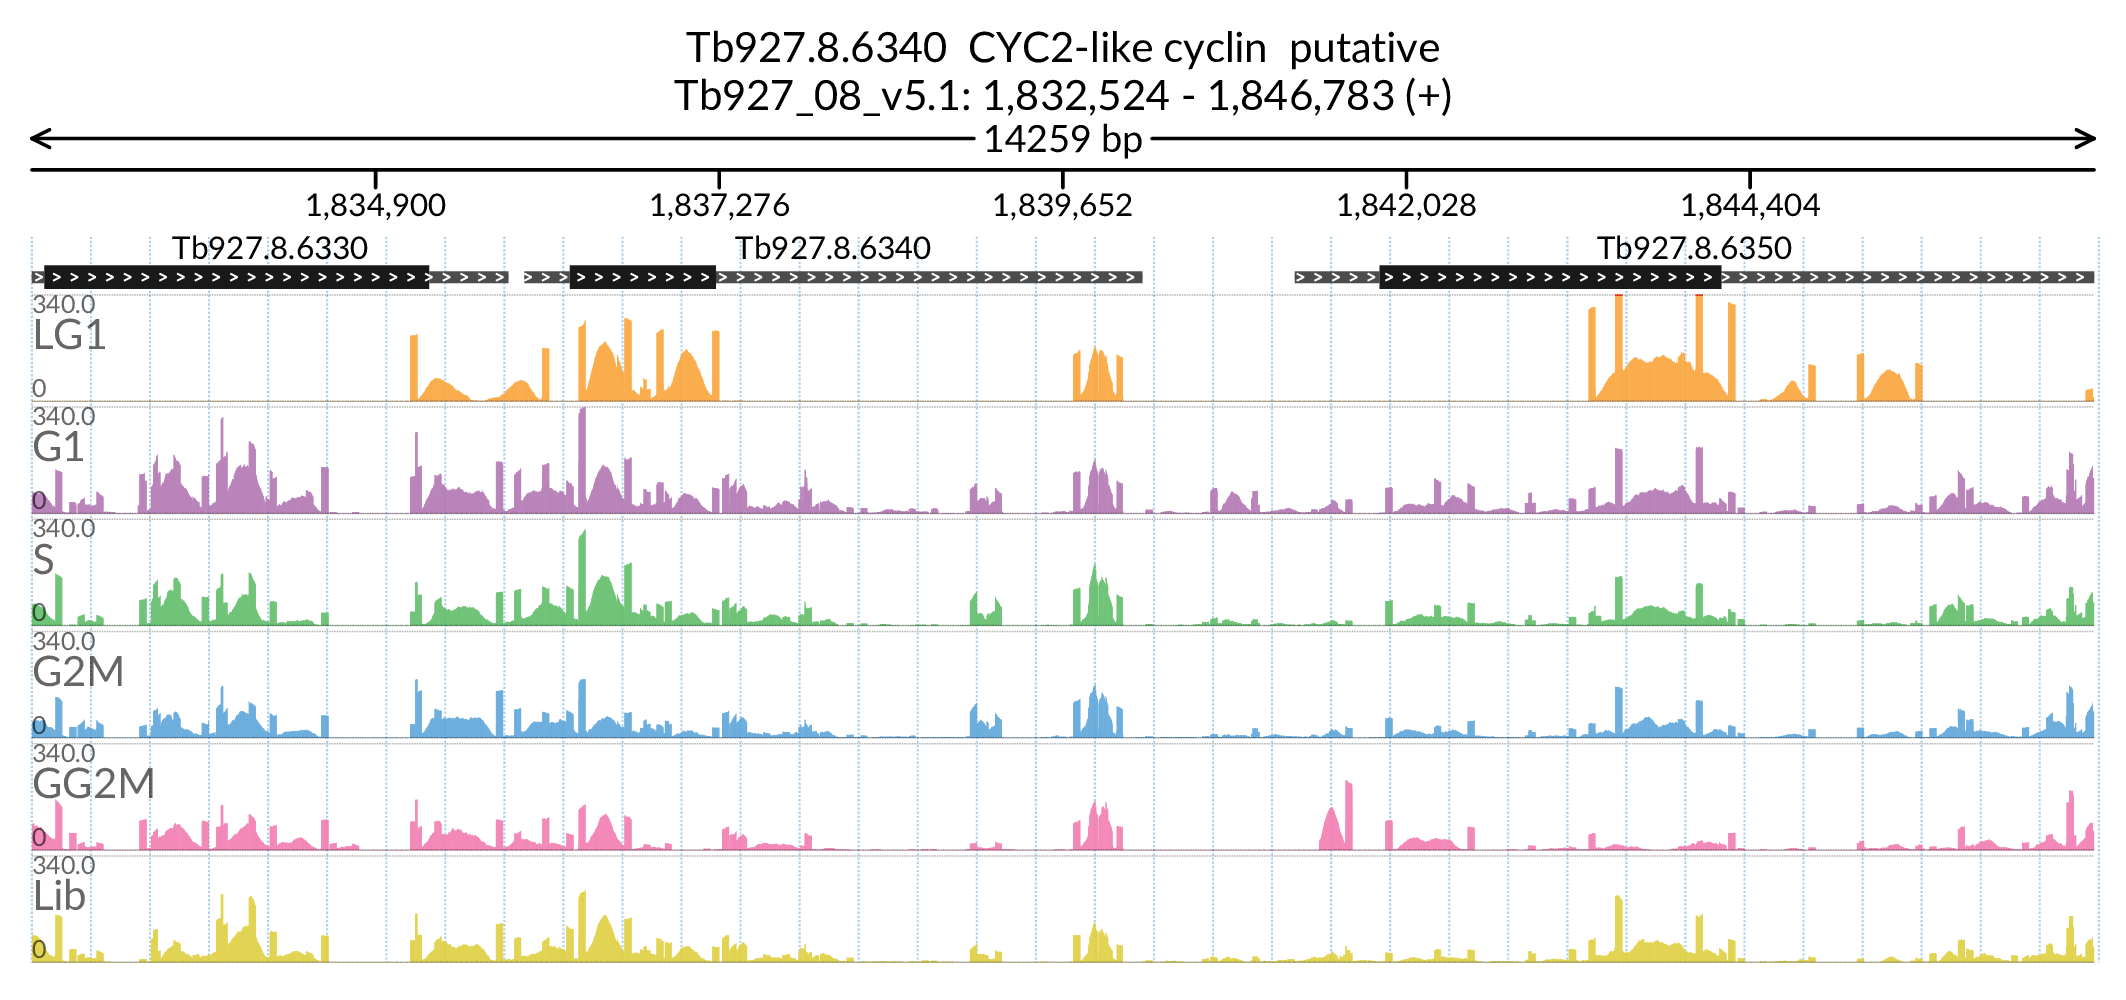 Tb927.8.6340  CYC2-like cyclin  putative
Tb927_08_v5.1: 1,832,524 - 1,846,783 (+)
14259 bp
1,834,900 1,837,276 1,839,652 1,842,028 1,844,404
Tb927.8.6330 Tb927.8.6340 Tb927.8.6350
340.0
LG1
0
340.0
G1
0
340.0
S
0
340.0
G2M
0
340.0
GG2M
0
340.0
Lib
0